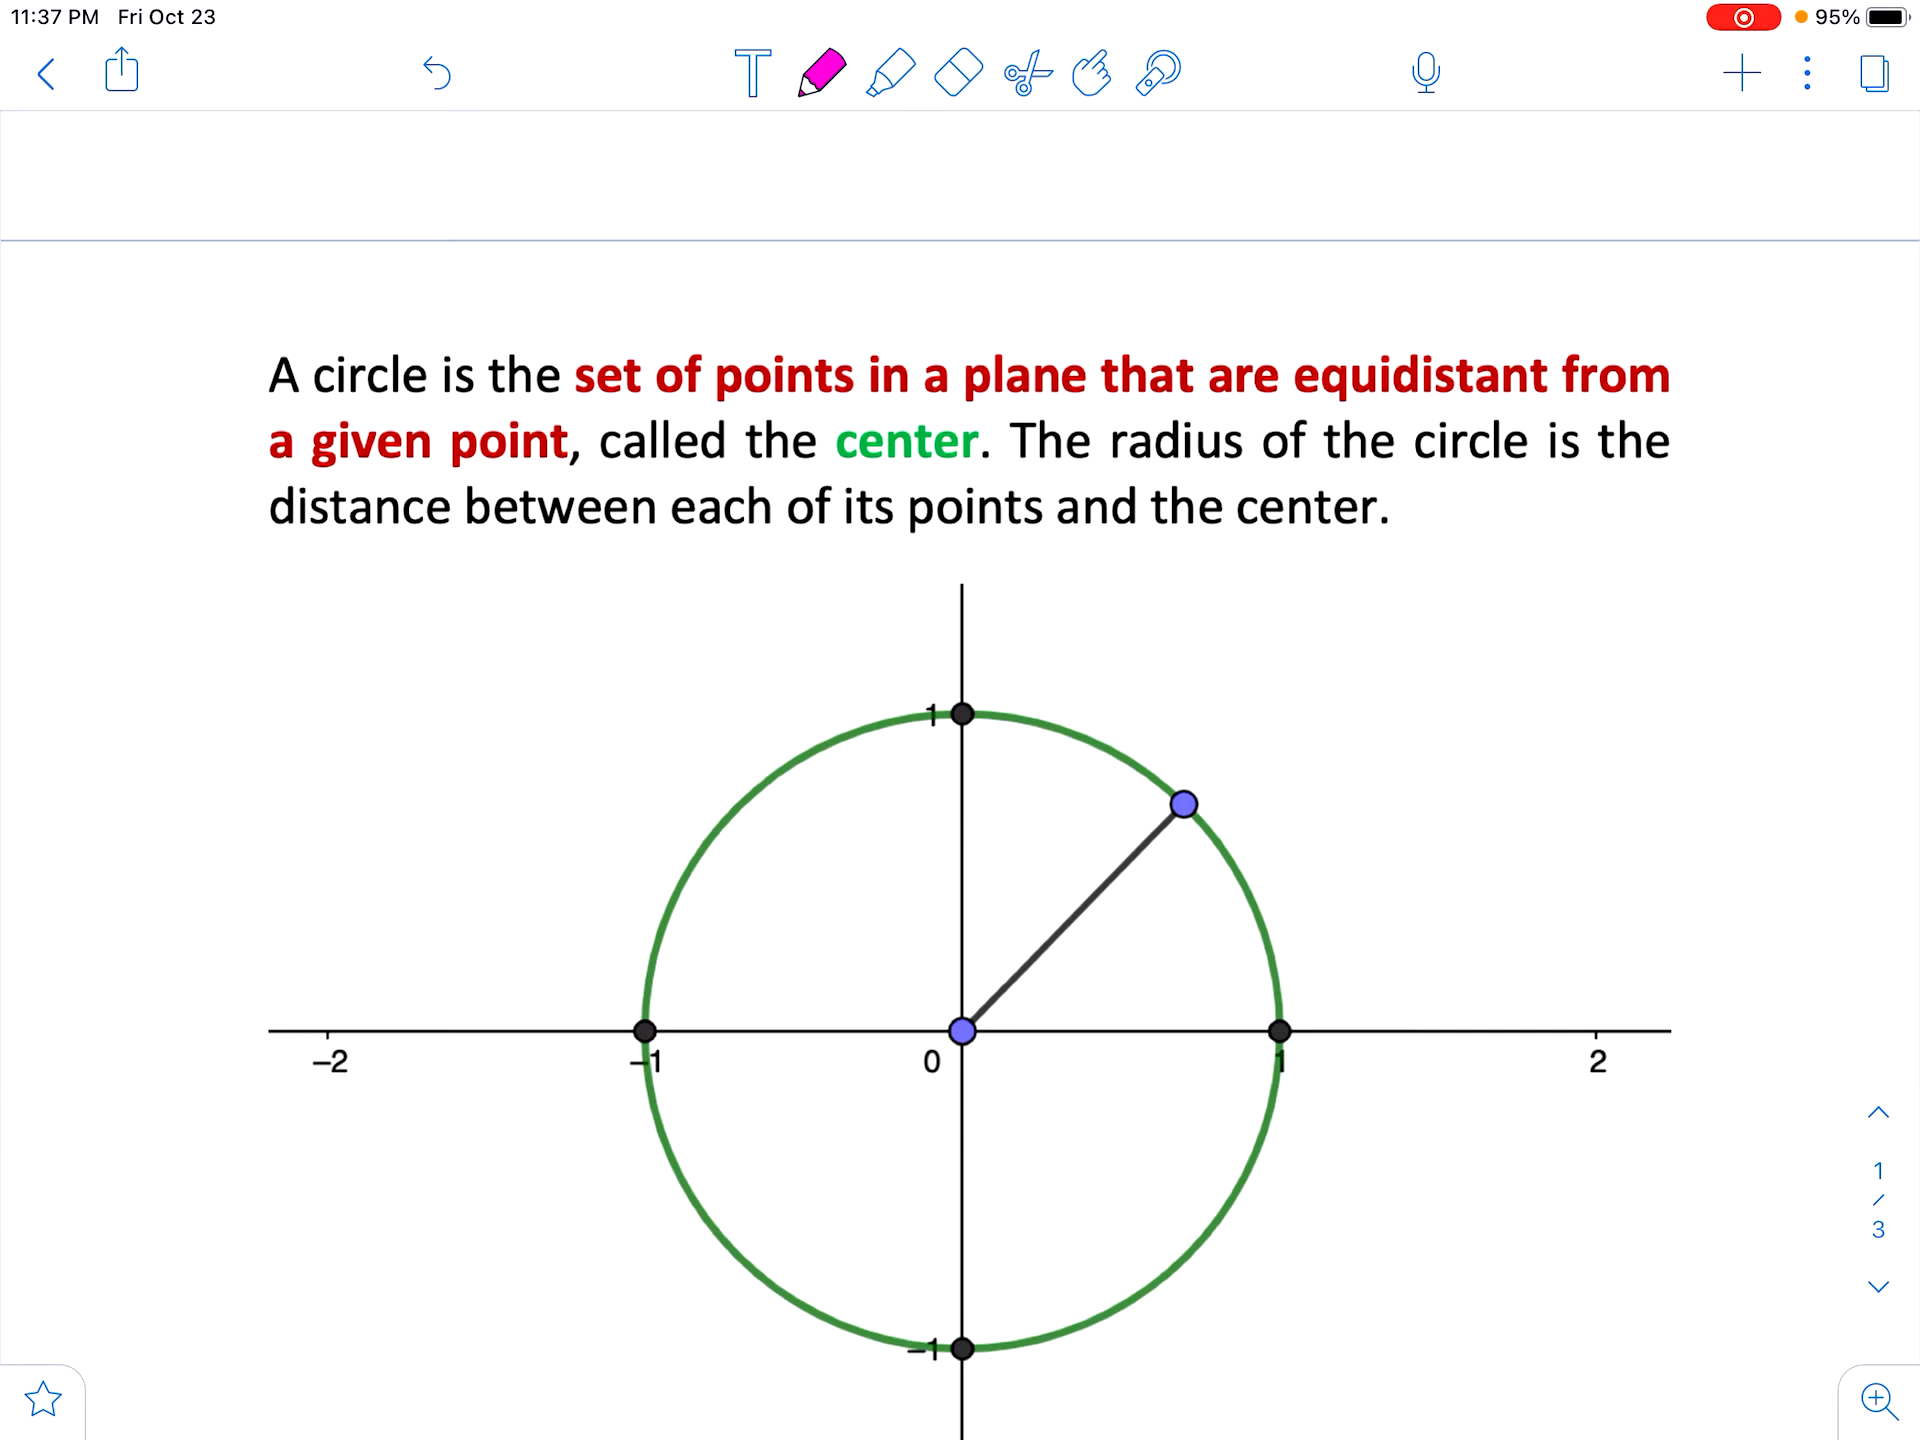 11:37 PM Fri Oct 23
95%
T
A circle is the set of points in a plane that are equidistant from
a given point, called the center. The radius of the circle is the
distance between each of its points and the center.
1
–2 –1 0 1 2
–1
1
/
3